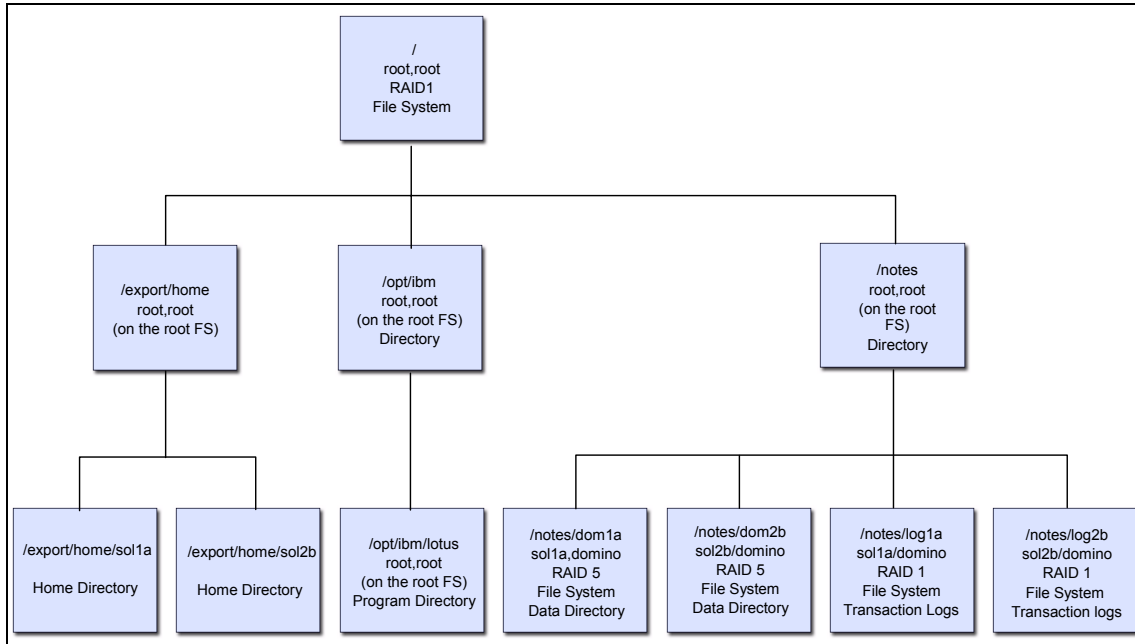 /
root,root
RAID1
File System
/export/home
root,root
(on the root FS)
/opt/ibm
root,root
(on the root FS)
Directory
/notes
root,root
(on the root
FS)
Directory
/export/home/sol1a
Home Directory
/export/home/sol2b
Home Directory
/opt/ibm/lotus
root,root
(on the root FS)
Program Directory
/notes/dom1a
sol1a,domino
RAID 5
File System
Data Directory
/notes/dom2b
sol2b/domino
RAID 5
File System
Data Directory
/notes/log1a
sol1a/domino
RAID 1
File System
Transaction Logs
/notes/log2b
sol2b/domino
RAID 1
File System
Transaction logs